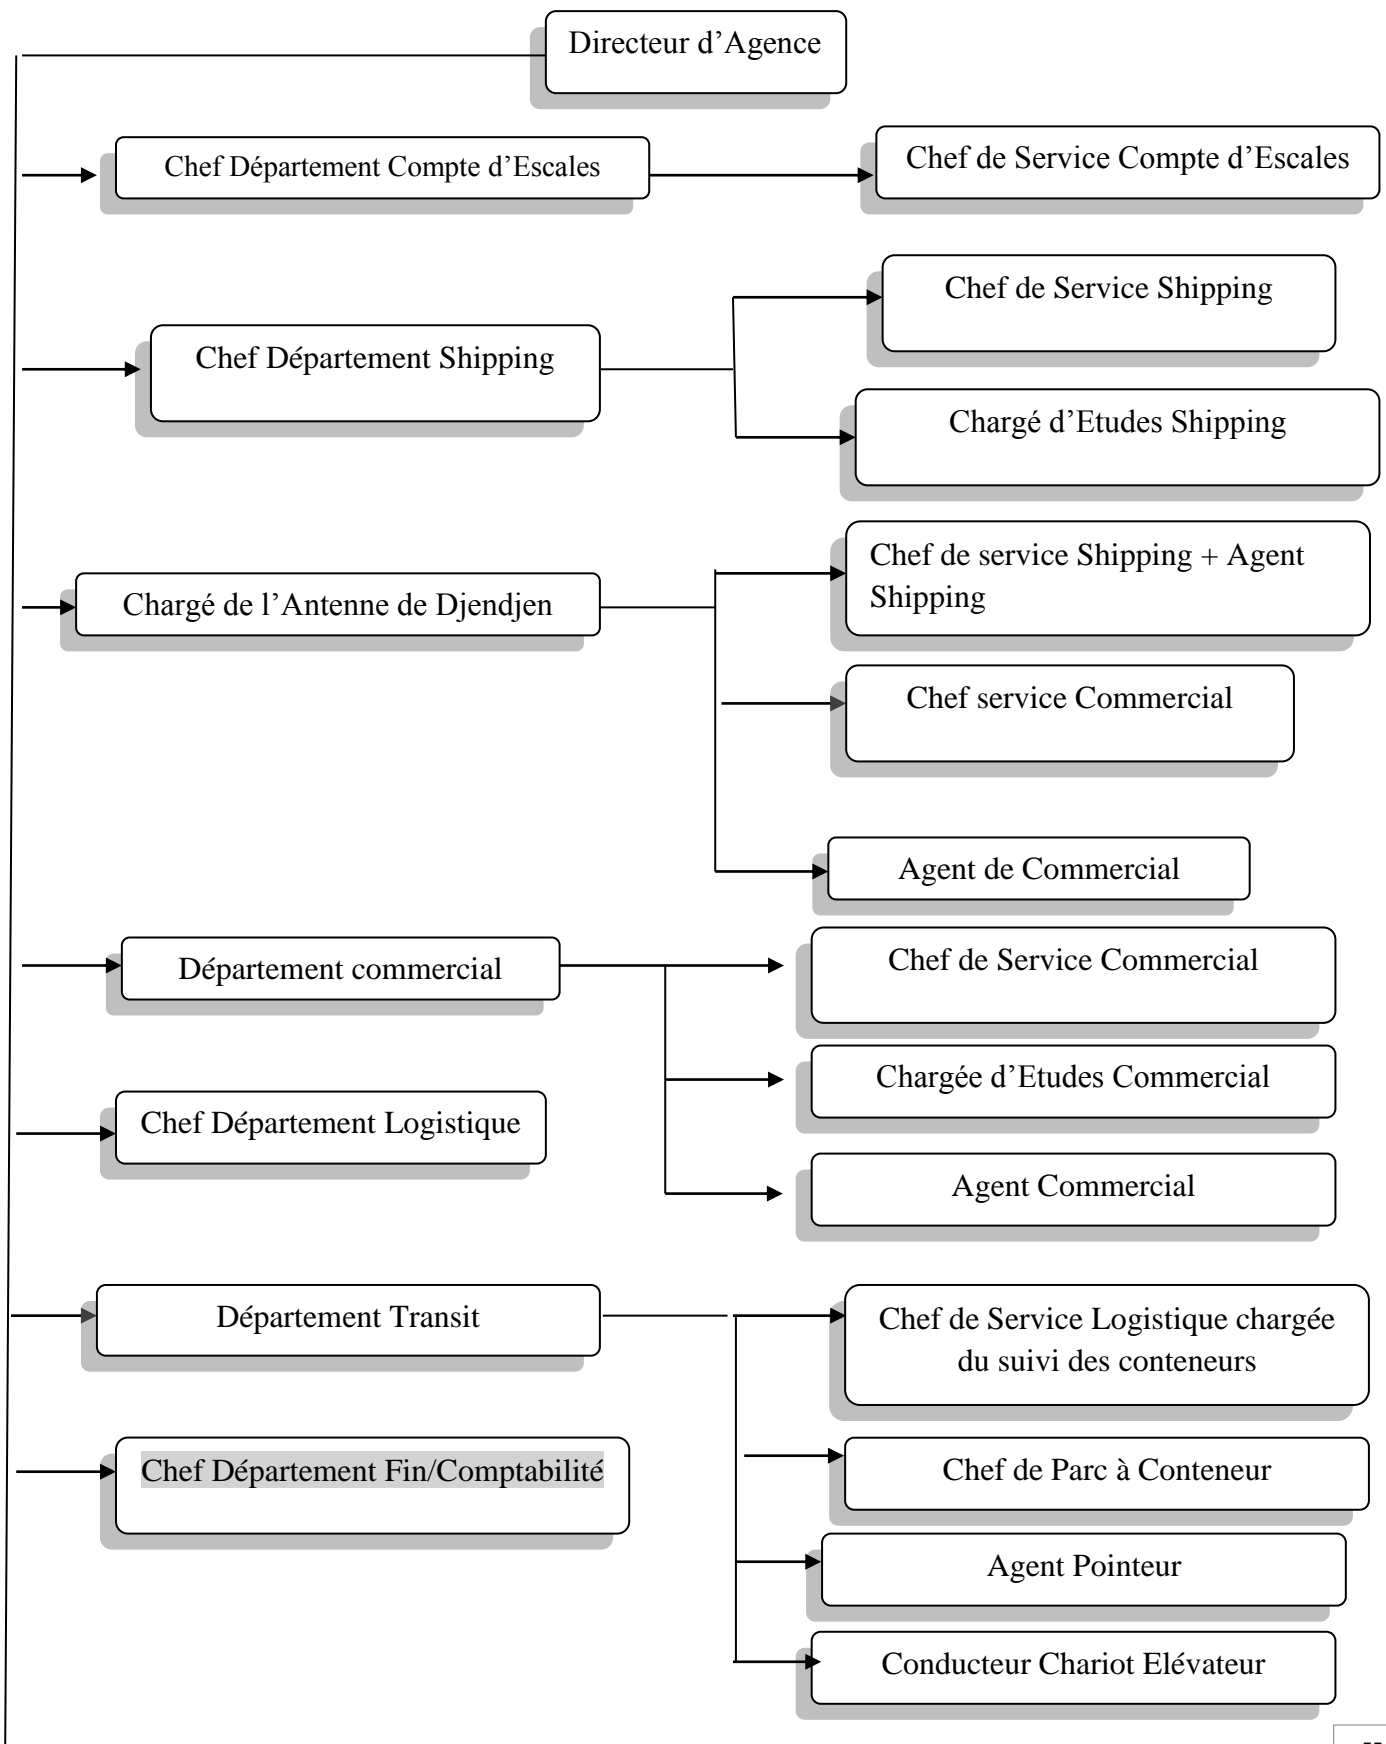 Directeur d’Agence
Chef Département Compte d’Escales
Chef de Service Compte d’Escales
Chef de Service Shipping
Chef Département Shipping
Chargé d’Etudes Shipping
Chef de service Shipping + Agent
Shipping
Chargé de l’Antenne de Djendjen
Chef service Commercial
Agent de Commercial
Département commercial
Chef de Service Commercial
Chargée d’Etudes Commercial
Chef Département Logistique
Agent Commercial
Département Transit
Chef de Service Logistique chargée
du suivi des conteneurs
Chef Département Fin/Comptabilité
Chef de Parc à Conteneur
Agent Pointeur
Conducteur Chariot Elévateur